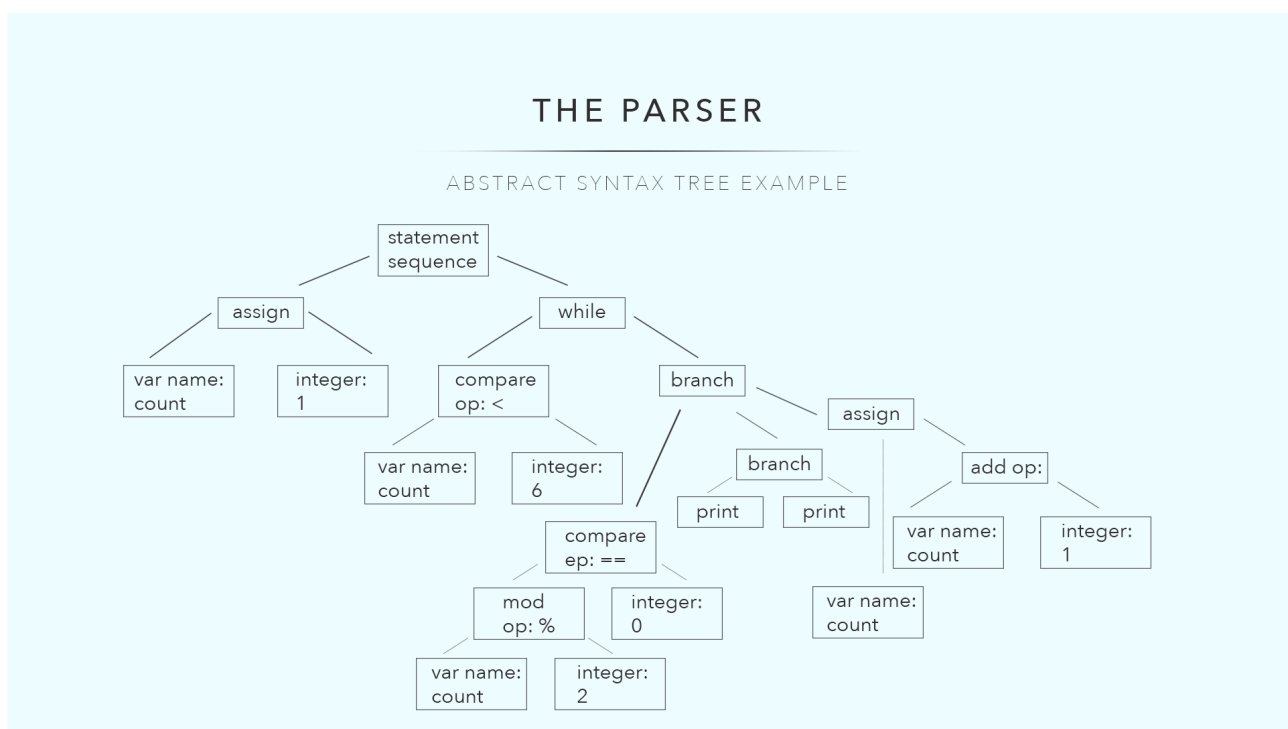 THE PARSER
ABSTRACT SYNTAX TREE EXAMPLE
statement
sequence
assign
while
var name:
count
integer:
1
compare
op: <
branch
assign
var name:
count
integer:
6
branch
add op:
print
print
var name:
count
integer:
1
compare
ep: ==
mod
op: %
integer:
0
var name:
count
var name:
count
integer:
2